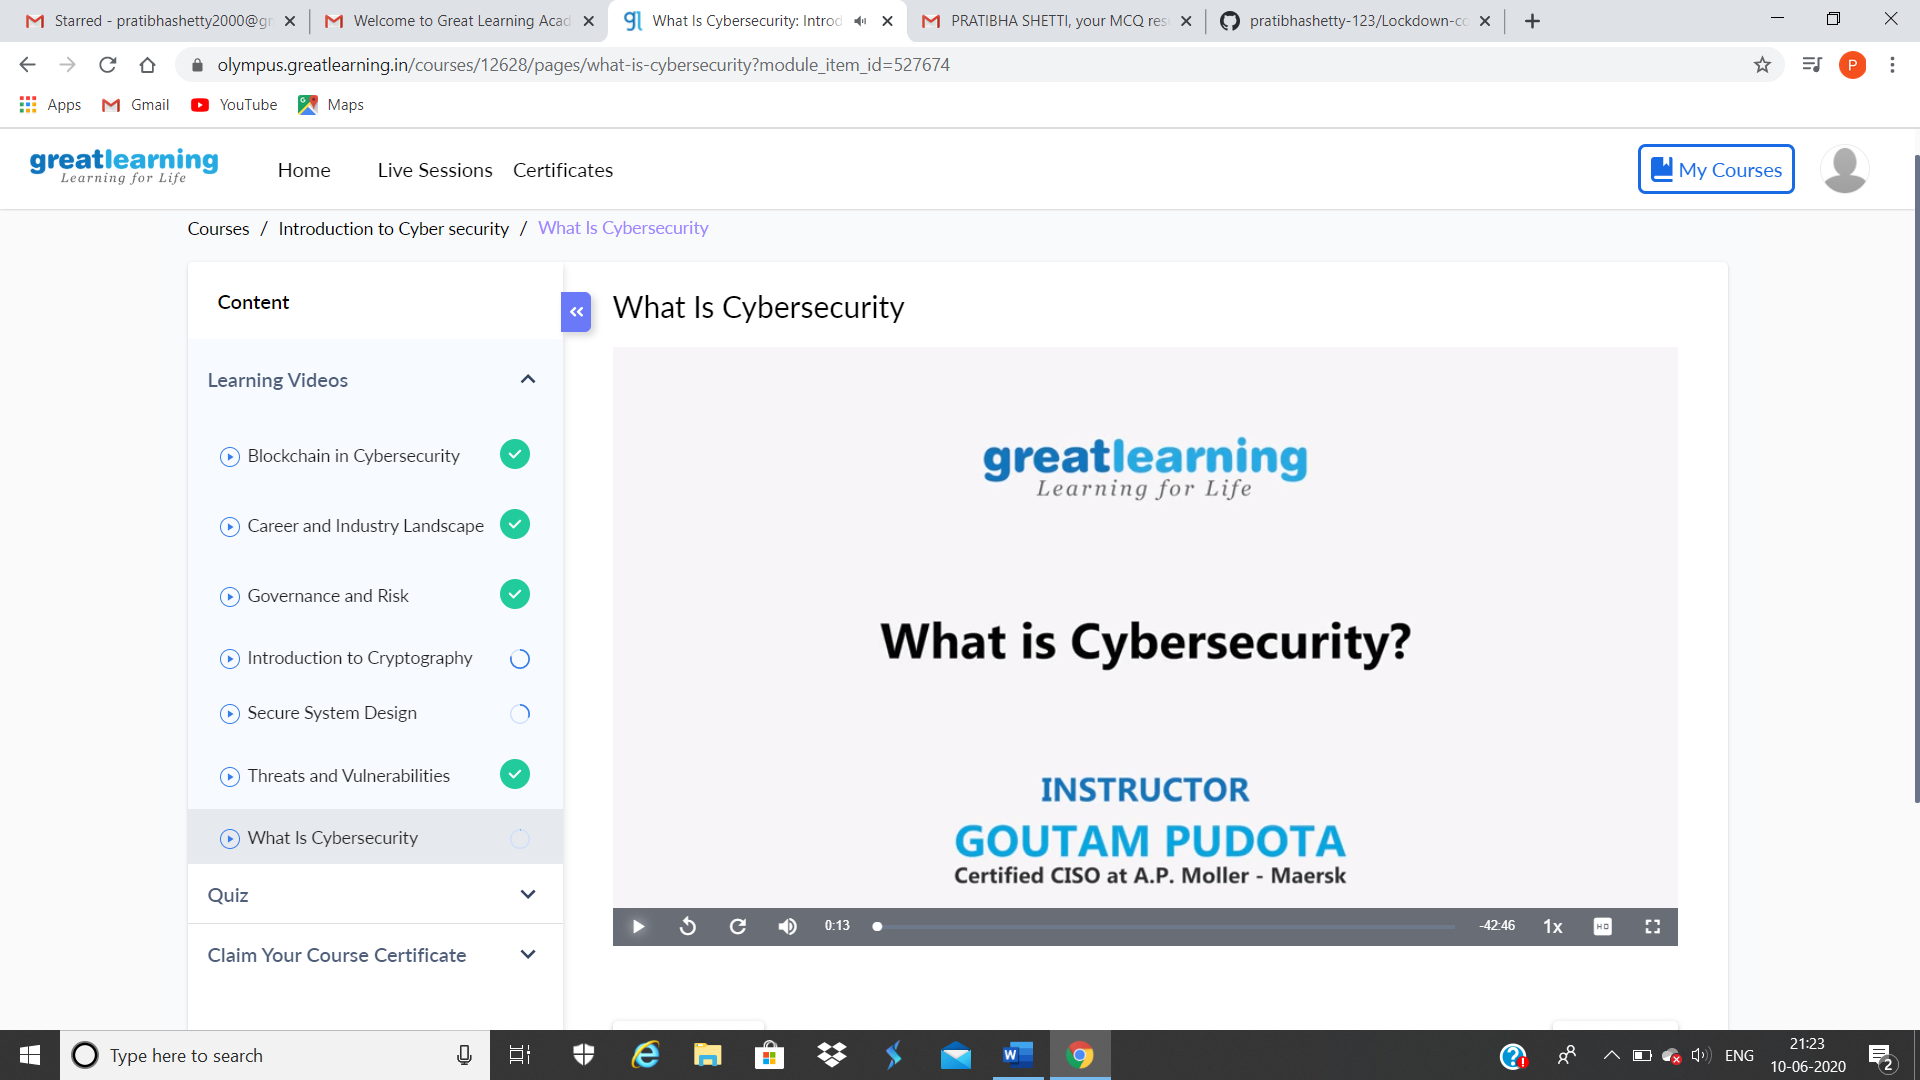 Starred - pratibhashetty2000@gm
Welcome to Great Learning Acad
What Is Cybersecurity: Introd
PRATIBHA SHETTI, your MCQ res
pratibhashetty-123/Lockdown-co
olympus.greatlearning.in/courses/12628/pages/what-is-cybersecurity?module_item_id=527674
P
Apps
Gmail
YouTube
Maps
greatlearning
Learning for Life
Home
Live Sessions
Certificates
My Courses
Courses / Introduction to Cyber security / What Is Cybersecurity
Content
Learning Videos
Blockchain in Cybersecurity
Career and Industry Landscape
Governance and Risk
Introduction to Cryptography
Secure System Design
Threats and Vulnerabilities
What Is Cybersecurity
Quiz
Claim Your Course Certificate
What Is Cybersecurity
greatlearning
Learning for Life
What is Cybersecurity?
INSTRUCTOR
GOUTAM PUDOTA
Certified CISO at A.P. Moller - Maersk
0:13
-42:46
1x
HD
Type here to search
ENG
21:23
10-06-2020
2